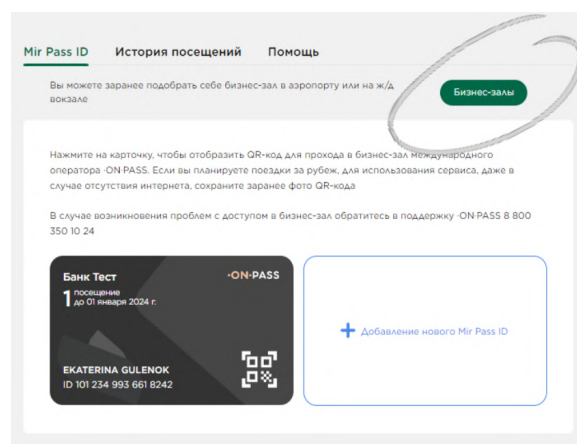 Mir Pass ID История посещений Помощь
Вы можете заранее подобрать себе бизнес-зал в аэропорту или на ж/д
вокзале
Бизнес-залы
Нажмите на карточку, чтобы отобразить QR-код для прохода в бизнес-зал международного
оператора ·ON·PASS. Если вы планируете поездки за рубеж, для использования сервиса, даже в
случае отсутствия интернета, сохраните заранее фото QR-кода
В случае возникновения проблем с доступом в бизнес-зал обратитесь в поддержку ·ON·PASS 8 800
350 10 24
Банк Тест ·ON·PASS
1 посещение
до 01 января 2024 г.
+ Добавление нового Mir Pass ID
EKATERINA GULENOK
ID 101 234 993 661 8242